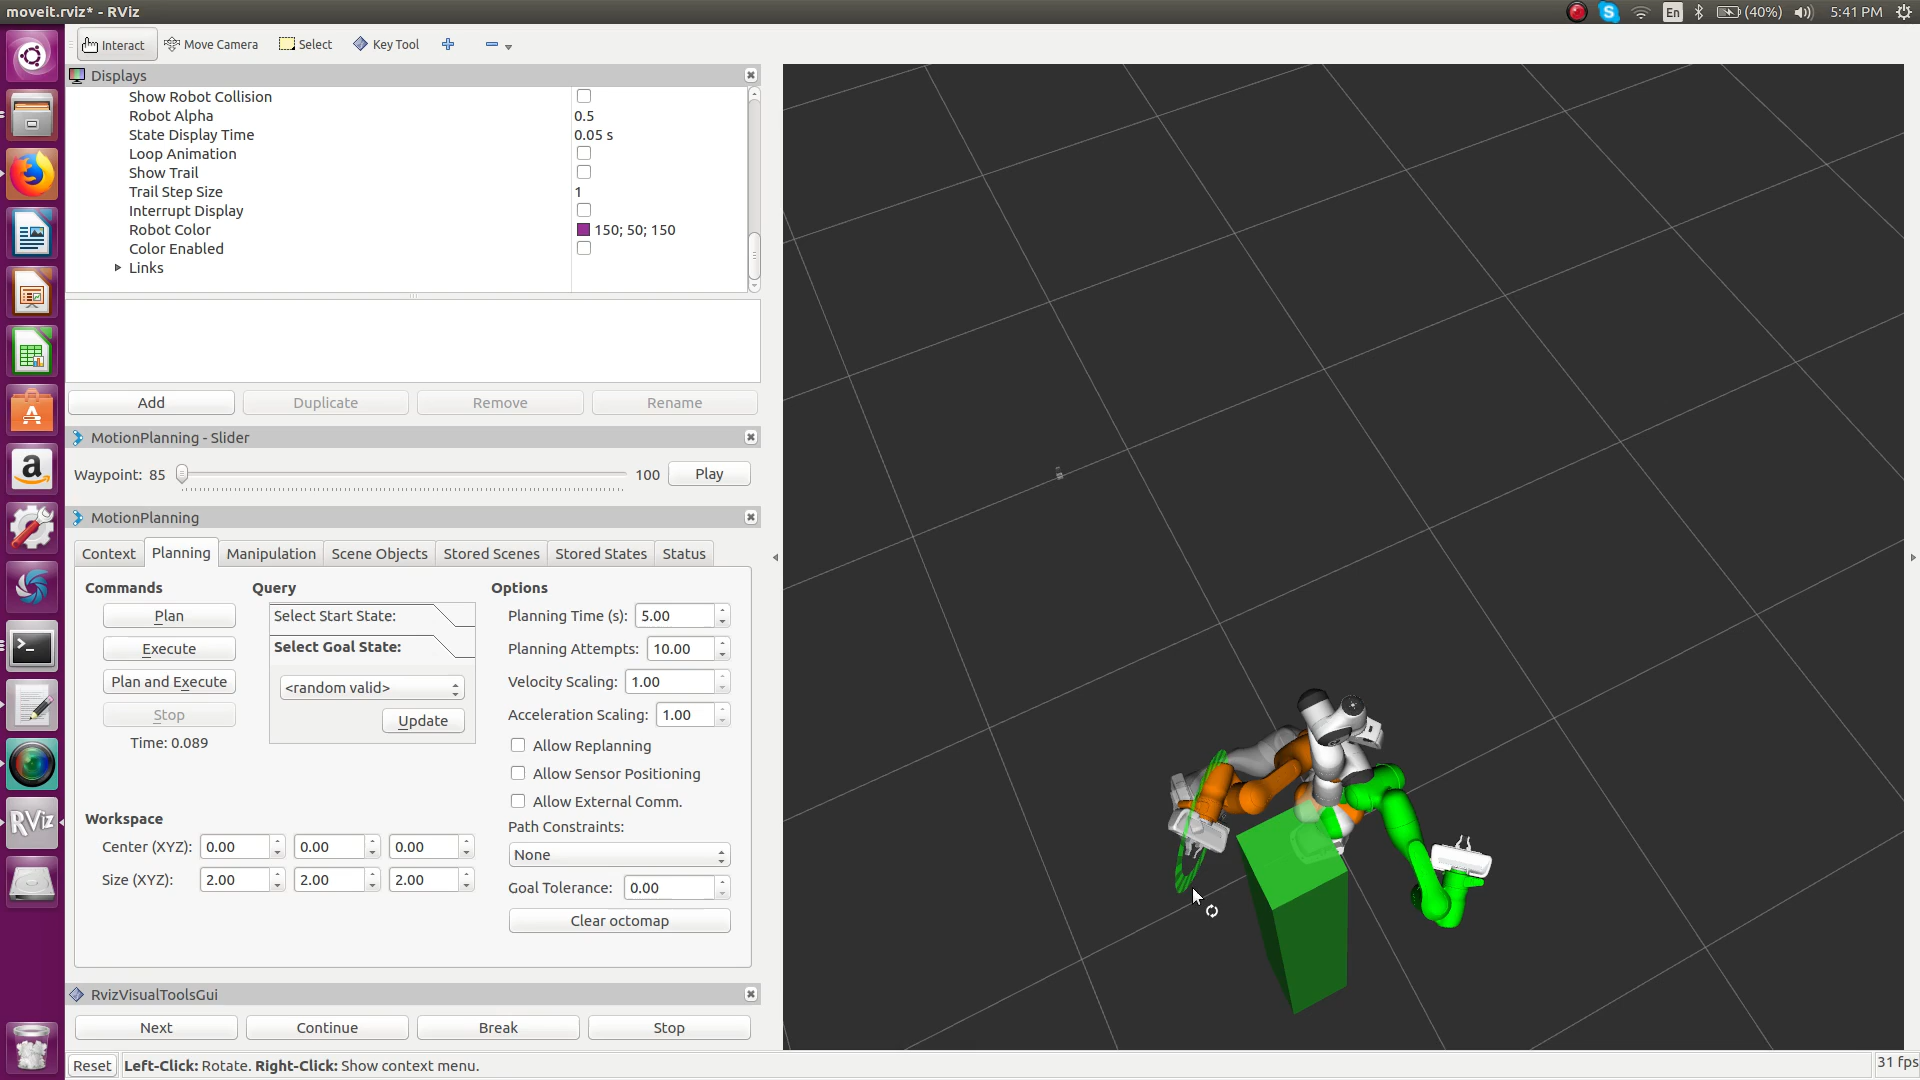 moveit.rviz* - RViz
En
(40%)
5:41 PM
Interact
Move Camera
Select
Key Tool
Displays
Show Robot Collision
Robot Alpha 0.5
State Display Time 0.05 s
Loop Animation
Show Trail
Trail Step Size 1
Interrupt Display
Robot Color 150; 50; 150
Color Enabled
Links
Add Duplicate Remove Rename
MotionPlanning - Slider
Waypoint: 85 100 Play
MotionPlanning
Context Planning Manipulation Scene Objects Stored Scenes Stored States Status
Commands
Plan
Execute
Plan and Execute
Stop
Time: 0.089
Query
Select Start State:
Select Goal State:
<random valid>
Update
Options
Planning Time (s): 5.00
Planning Attempts: 10.00
Velocity Scaling: 1.00
Acceleration Scaling: 1.00
Allow Replanning
Allow Sensor Positioning
Allow External Comm.
Path Constraints:
None
Goal Tolerance: 0.00
Clear octomap
Workspace
Center (XYZ): 0.00 0.00 0.00
Size (XYZ): 2.00 2.00 2.00
RvizVisualToolsGui
Next Continue Break Stop
Reset Left-Click: Rotate. Right-Click: Show context menu.
31 fps
RViz